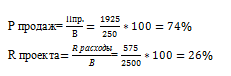 Р продаж=Ппр./В = 1925/250 * 100 = 74%
R проекта=R расходы/В = 575/2500 * 100 = 26%